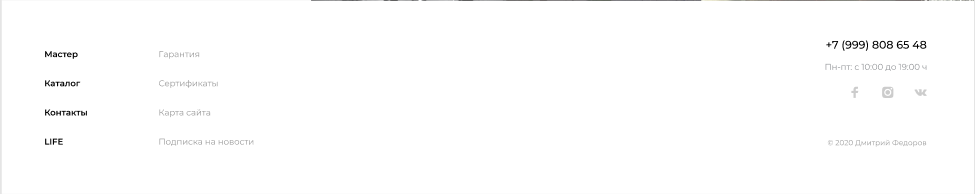 Мастер
Каталог
Контакты
LIFE
Гарантия
Сертификаты
Карта сайта
Подписка на новости
+7 (999) 808 65 48
Пн-пт: с 10:00 до 19:00 ч
© 2020 Дмитрий Федоров